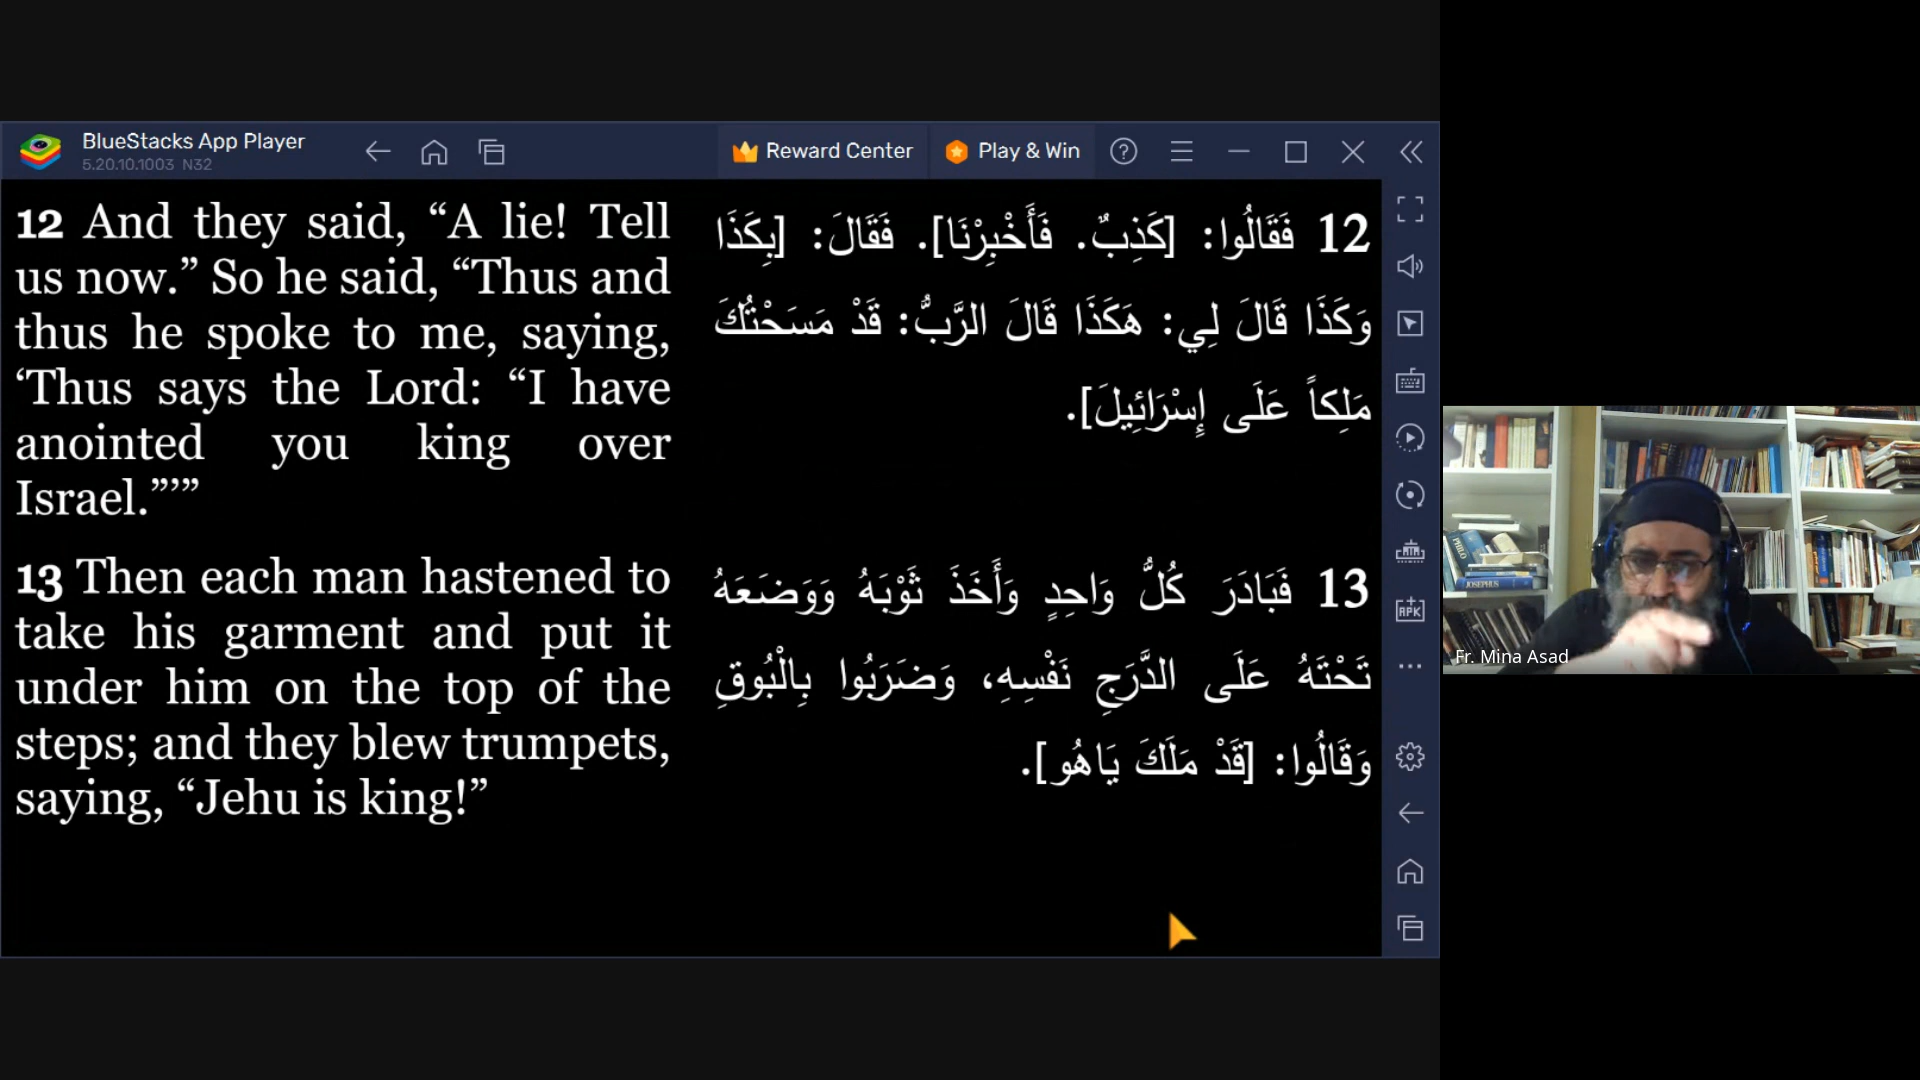 BlueStacks App Player
5.20.10.1003 N32
Reward Center
Play & Win
12 And they said, “A lie! Tell
us now.” So he said, “Thus and
thus he spoke to me, saying,
‘Thus says the Lord: “I have
anointed you king over
Israel.”’”
13 Then each man hastened to
take his garment and put it
under him on the top of the
steps; and they blew trumpets,
saying, “Jehu is king!”
12 فَقَالُوا: [كَذِبٌ. فَأَخْبِرْنَا]. فَقَالَ: [بِكَذَا
وَكَذَا قَالَ لِي: هَكَذَا قَالَ الرَّبُّ: قَدْ مَسَحْتُكَ
مَلِكاً عَلَى إِسْرَائِيلَ].
13 فَبَادَرَ كُلُّ وَاحِدٍ وَأَخَذَ ثَوْبَهُ وَوَضَعَهُ
تَحْتَهُ عَلَى الدَّرَجِ نَفْسِهِ، وَضَرَبُوا بِالْبُوقِ
وَقَالُوا: [قَدْ مَلَكَ يَاهُو].
APK
PHILO
JOSEPHUS
Fr. Mina Asad